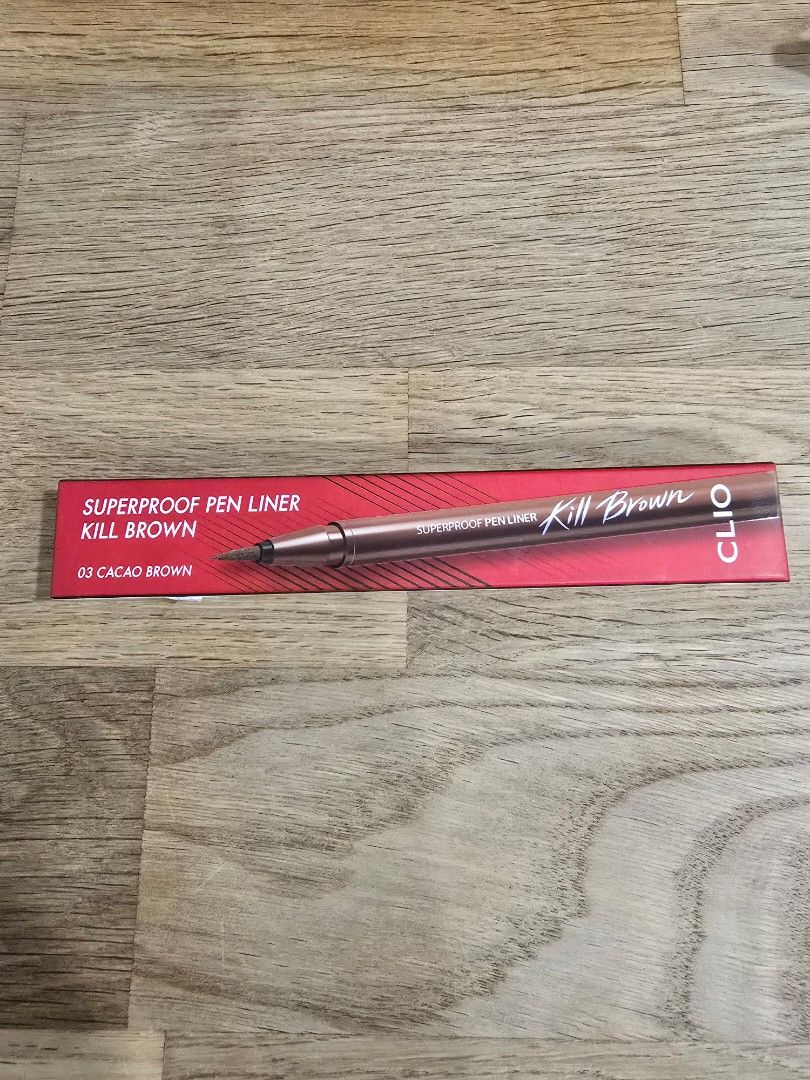 SUPERPROOF PEN LINER
KILL BROWN
03 CACAO BROWN
SUPERPROOF PEN LINER Kill Brown
CLIO